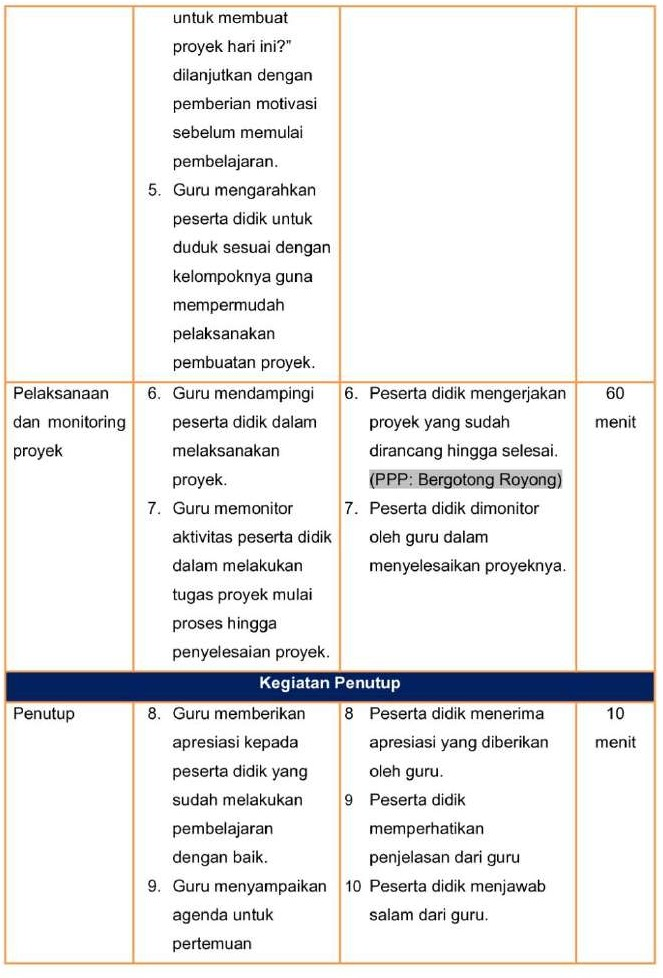 untuk membuat
proyek hari ini?"
dilanjutkan dengan
pemberian motivasi
sebelum memulai
pembelajaran.
5. Guru mengarahkan
peserta didik untuk
duduk sesuai dengan
kelompoknya guna
mempermudah
pelaksanakan
pembuatan proyek.
Pelaksanaan
dan monitoring
proyek
6. Guru mendampingi
peserta didik dalam
melaksanakan
proyek.
7. Guru memonitor
aktivitas peserta didik
dalam melakukan
tugas proyek mulai
proses hingga
penyelesaian proyek.
6. Peserta didik mengerjakan
proyek yang sudah
dirancang hingga selesai.
(PPP: Bergotong Royong)
7. Peserta didik dimonitor
oleh guru dalam
menyelesaikan proyeknya.
60
menit
Kegiatan Penutup
Penutup
8. Guru memberikan
apresiasi kepada
peserta didik yang
sudah melakukan
pembelajaran
dengan baik.
9. Guru menyampaikan
agenda untuk
pertemuan
8 Peserta didik menerima
apresiasi yang diberikan
oleh guru.
9 Peserta didik
memperhatikan
penjelasan dari guru
10 Peserta didik menjawab
salam dari guru.
10
menit